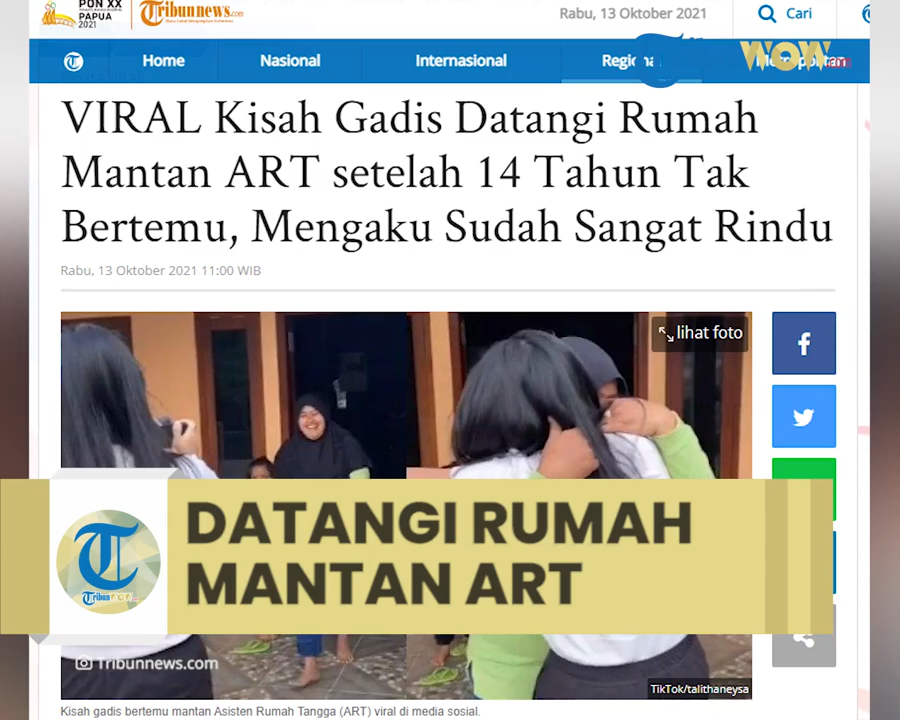 PON XX
PAPUA
2021
Tribunnews.com
Rabu, 13 Oktober 2021
Cari
Home
Nasional
Internasional
Regional
Metropolitan
WOW
VIRAL Kisah Gadis Datangi Rumah
Mantan ART setelah 14 Tahun Tak
Bertemu, Mengaku Sudah Sangat Rindu
Rabu, 13 Oktober 2021 11:00 WIB
lihat foto
DATANGI RUMAH
MANTAN ART
Tribun WOW
Tribunnews.com
TikTok/talithaneysa
Kisah gadis bertemu mantan Asisten Rumah Tangga (ART) viral di media sosial.